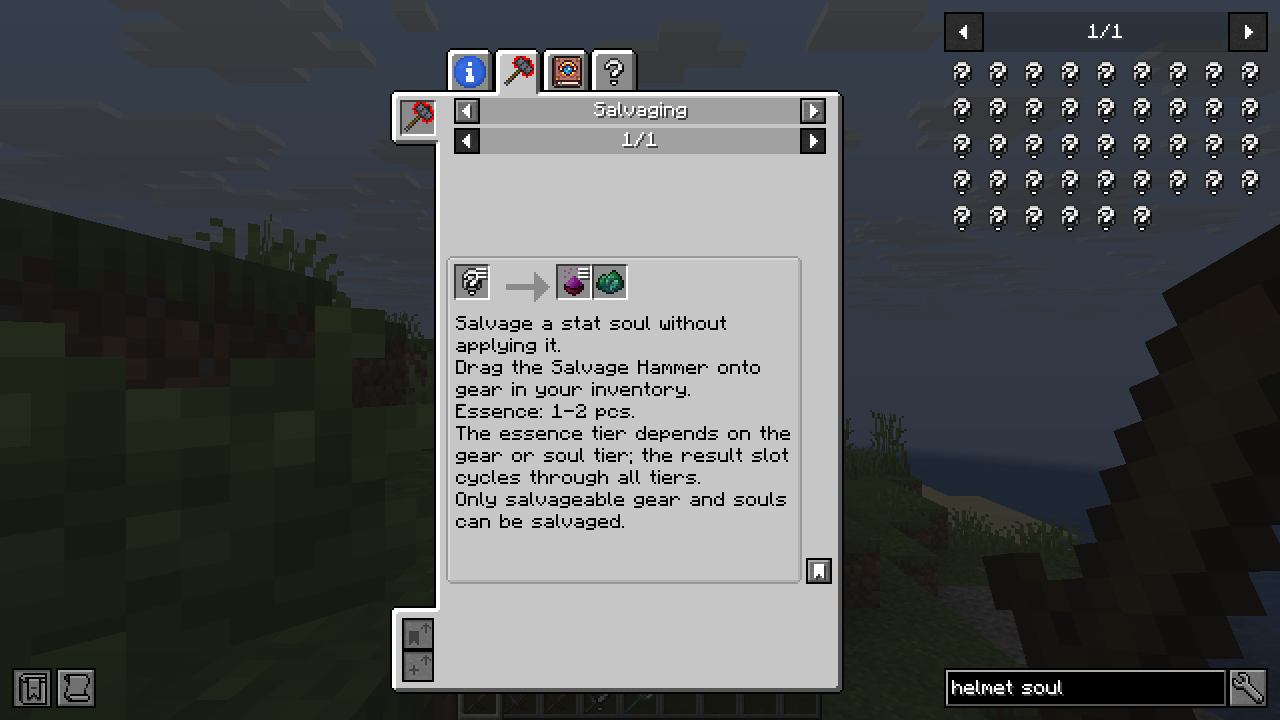 1/1
Salvaging
1/1
Salvage a stat soul without
applying it.
Drag the Salvage Hammer onto
gear in your inventory.
Essence: 1-2 pcs.
The essence tier depends on the
gear or soul tier; the result slot
cycles through all tiers.
Only salvageable gear and souls
can be salvaged.
helmet soul